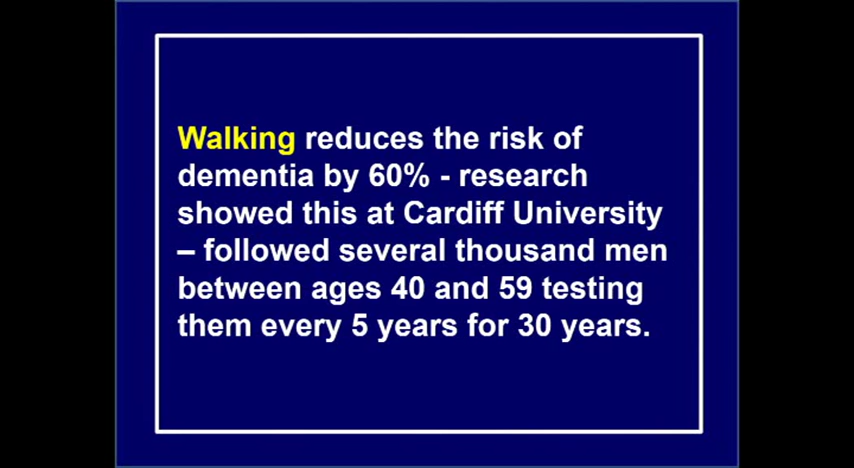 Walking reduces the risk of
dementia by 60% - research
showed this at Cardiff University
– followed several thousand men
between ages 40 and 59 testing
them every 5 years for 30 years.